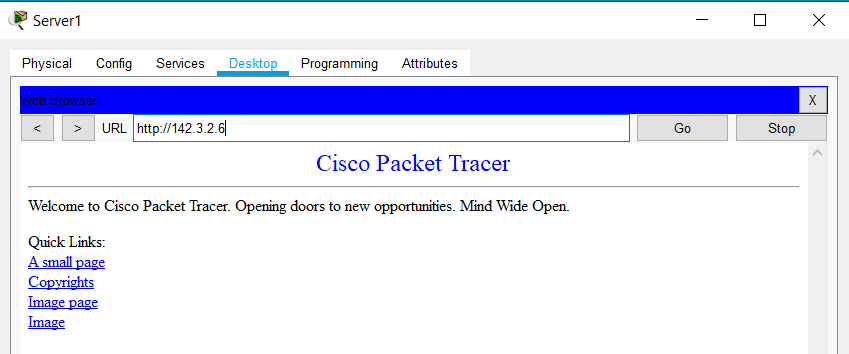 Server1
Physical Config Services Desktop Programming Attributes
Web Browser X
< > URL http://142.3.2.6 Go Stop
Cisco Packet Tracer
Welcome to Cisco Packet Tracer. Opening doors to new opportunities. Mind Wide Open.
Quick Links:
A small page
Copyrights
Image page
Image